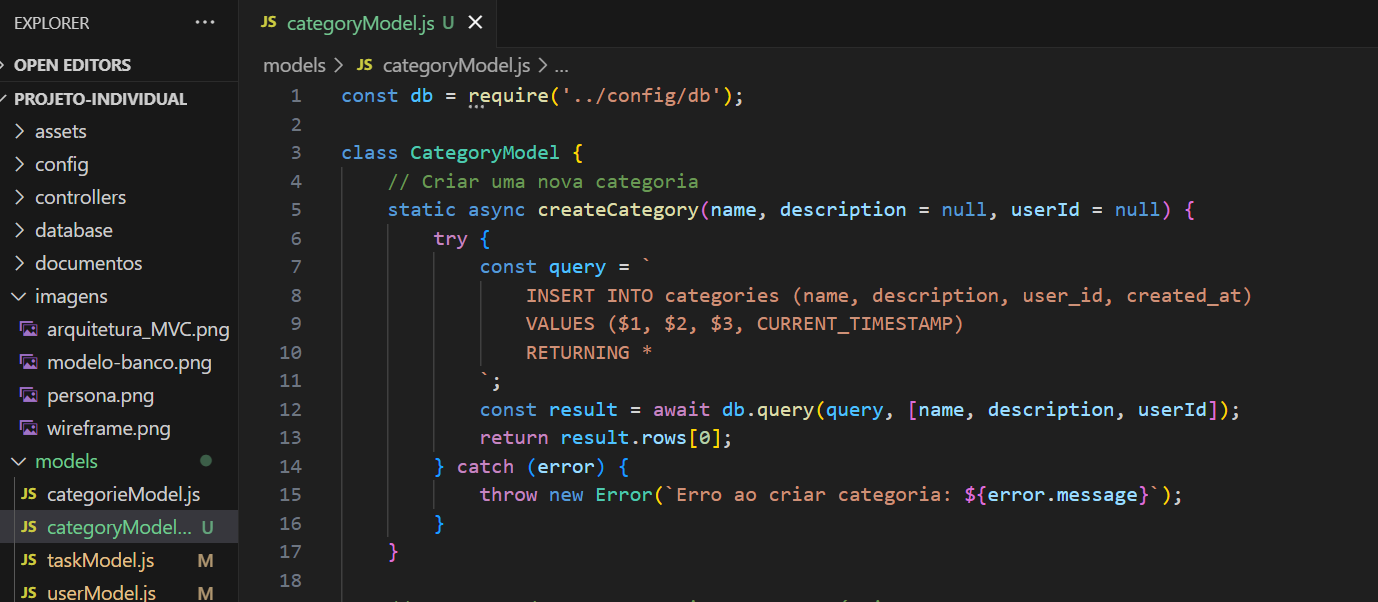 EXPLORER ···
OPEN EDITORS
PROJETO-INDIVIDUAL
assets
config
controllers
database
documentos
imagens
arquitetura_MVC.png
modelo-banco.png
persona.png
wireframe.png
models
JS categorieModel.js
JS categoryModel... U
JS taskModel.js M
JS userModel.js M
JS categoryModel.js U
models > JS categoryModel.js > ...
1 const db = require('../config/db');
2
3 class CategoryModel {
4 // Criar uma nova categoria
5 static async createCategory(name, description = null, userId = null) {
6 try {
7 const query = `
8 INSERT INTO categories (name, description, user_id, created_at)
9 VALUES ($1, $2, $3, CURRENT_TIMESTAMP)
10 RETURNING *
11 `;
12 const result = await db.query(query, [name, description, userId]);
13 return result.rows[0];
14 } catch (error) {
15 throw new Error(`Erro ao criar categoria: ${error.message}`);
16 }
17 }
18